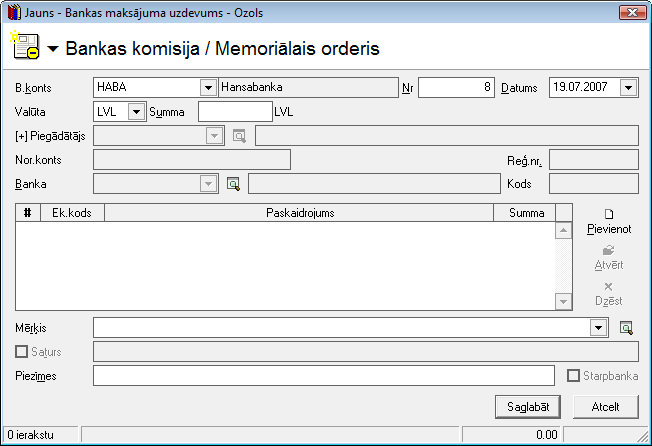 Jauns - Bankas maksājuma uzdevums - Ozols
Bankas komisija / Memoriālais orderis
B.konts HABA Hansabanka Nr 8 Datums 19.07.2007
Valūta LVL Summa LVL
[+] Piegādātājs
Nor.konts Reģ.nr.
Banka Kods
# Ek.kods Paskaidrojums Summa
Pievienot
Atvērt
Dzēst
Mērķis
Saturs
Piezīmes Starpbanka
Saglabāt Atcelt
0 ierakstu 0.00